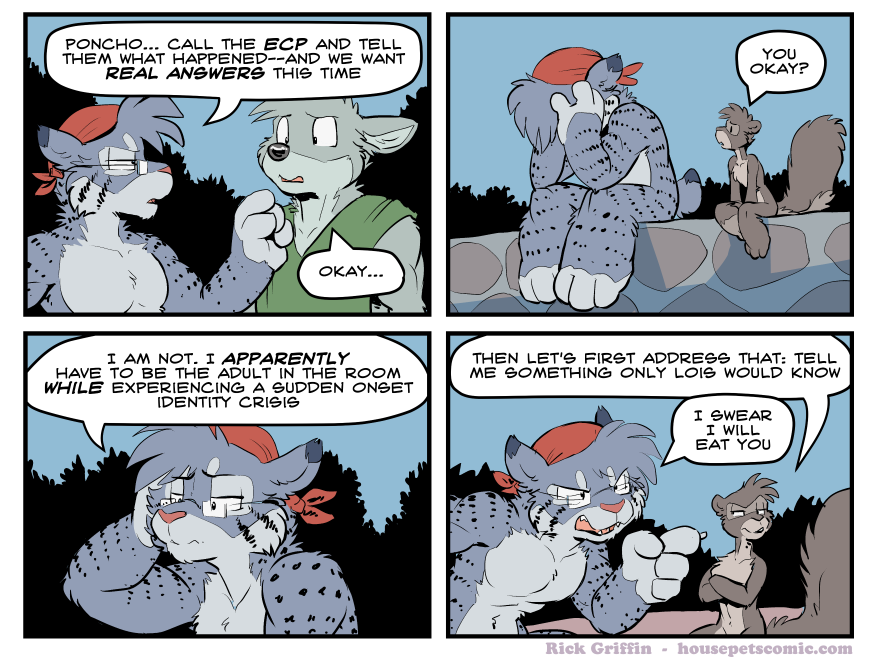 PONCHO... CALL THE ECP AND TELL
THEM WHAT HAPPENED--AND WE WANT
REAL ANSWERS THIS TIME
OKAY...
YOU
OKAY?
I AM NOT. I APPARENTLY
HAVE TO BE THE ADULT IN THE ROOM
WHILE EXPERIENCING A SUDDEN ONSET
IDENTITY CRISIS
THEN LET'S FIRST ADDRESS THAT: TELL
ME SOMETHING ONLY LOIS WOULD KNOW
I SWEAR
I WILL
EAT YOU
Rick Griffin - housepetscomic.com